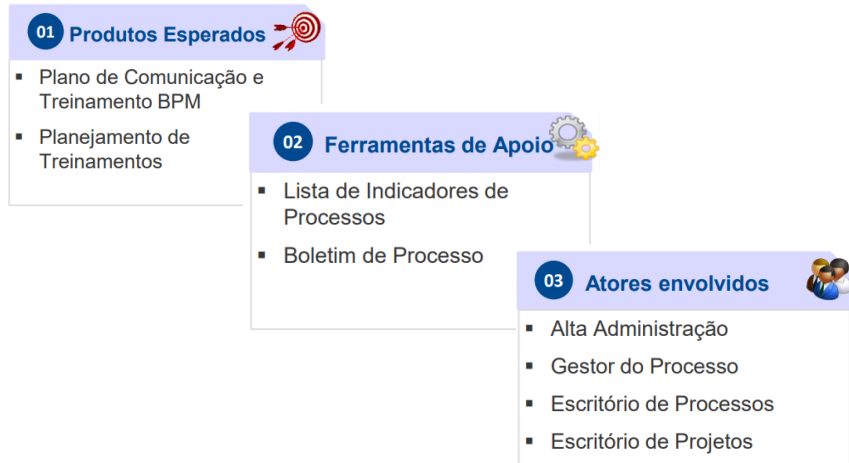 01 Produtos Esperados
▪ Plano de Comunicação e
Treinamento BPM
▪ Planejamento de
Treinamentos
02 Ferramentas de Apoio
▪ Lista de Indicadores de
Processos
▪ Boletim de Processo
03 Atores envolvidos
▪ Alta Administração
▪ Gestor do Processo
▪ Escritório de Processos
▪ Escritório de Projetos